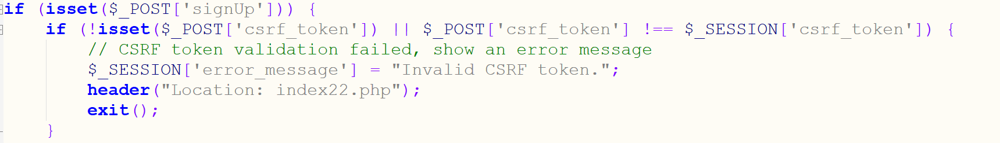 if (isset($_POST['signUp'])) {
    if (!isset($_POST['csrf_token']) || $_POST['csrf_token'] !== $_SESSION['csrf_token']) {
        // CSRF token validation failed, show an error message
        $_SESSION['error_message'] = "Invalid CSRF token.";
        header("Location: index22.php");
        exit();
    }